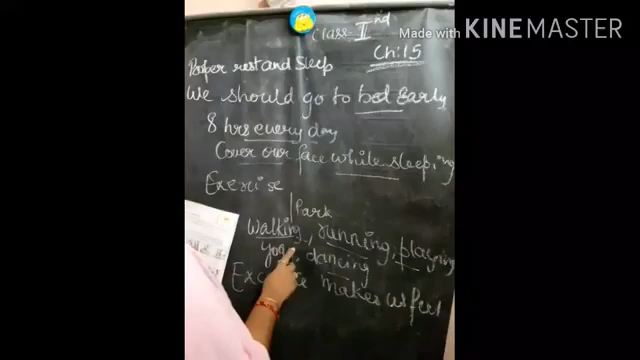 Class IInd
Made with KINEMASTER
Ch:15
Proper rest and Sleep
We should go to bed Early
8 hrs every day
Cover our face while sleeping
Exercise
Park
walking, running, playing
dancing
makes us feel